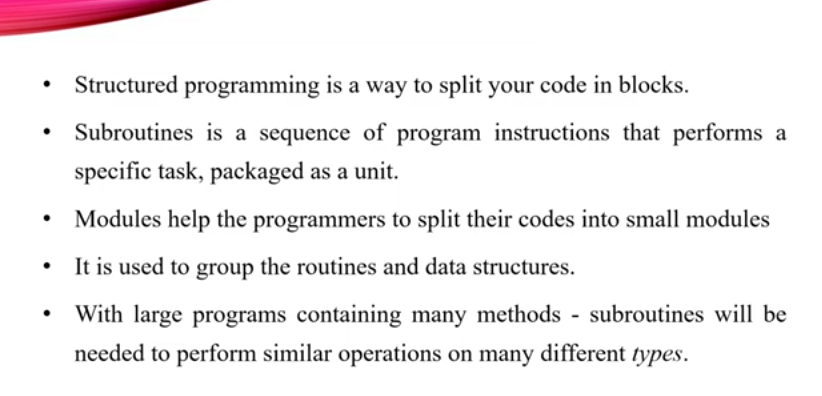 • Structured programming is a way to split your code in blocks.
• Subroutines is a sequence of program instructions that performs a
specific task, packaged as a unit.
• Modules help the programmers to split their codes into small modules
• It is used to group the routines and data structures.
• With large programs containing many methods - subroutines will be
needed to perform similar operations on many different types.